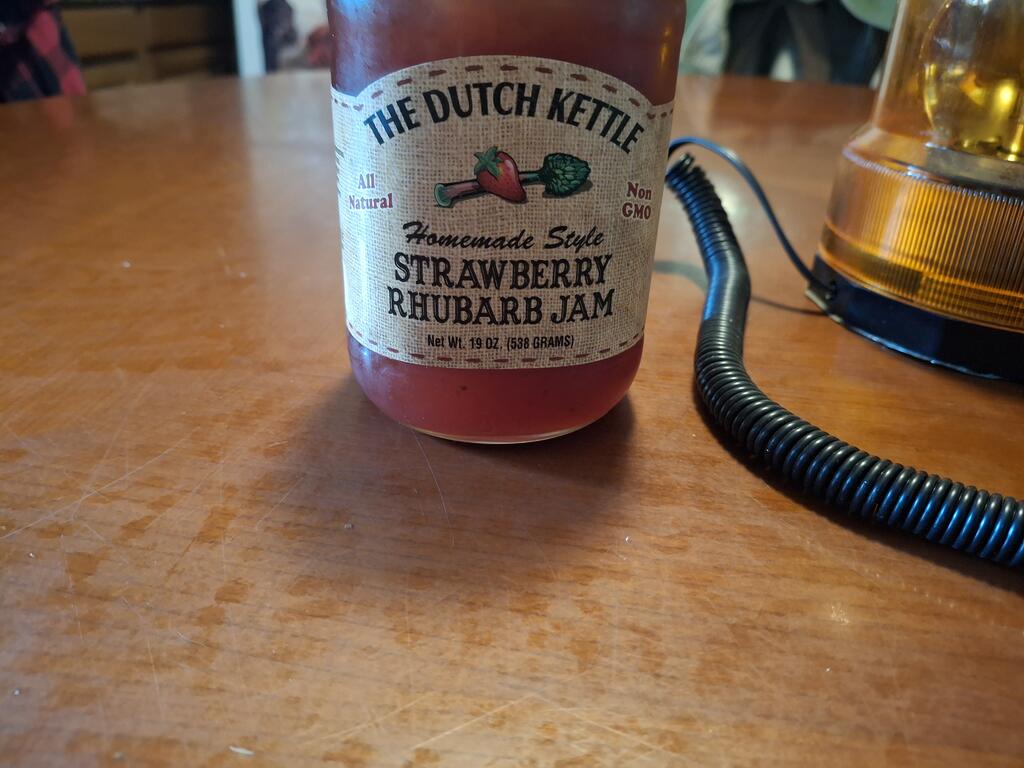 THE DUTCH KETTLE
All
Natural
Non
GMO
Homemade Style
STRAWBERRY
RHUBARB JAM
Net Wt. 19 OZ. (538 GRAMS)